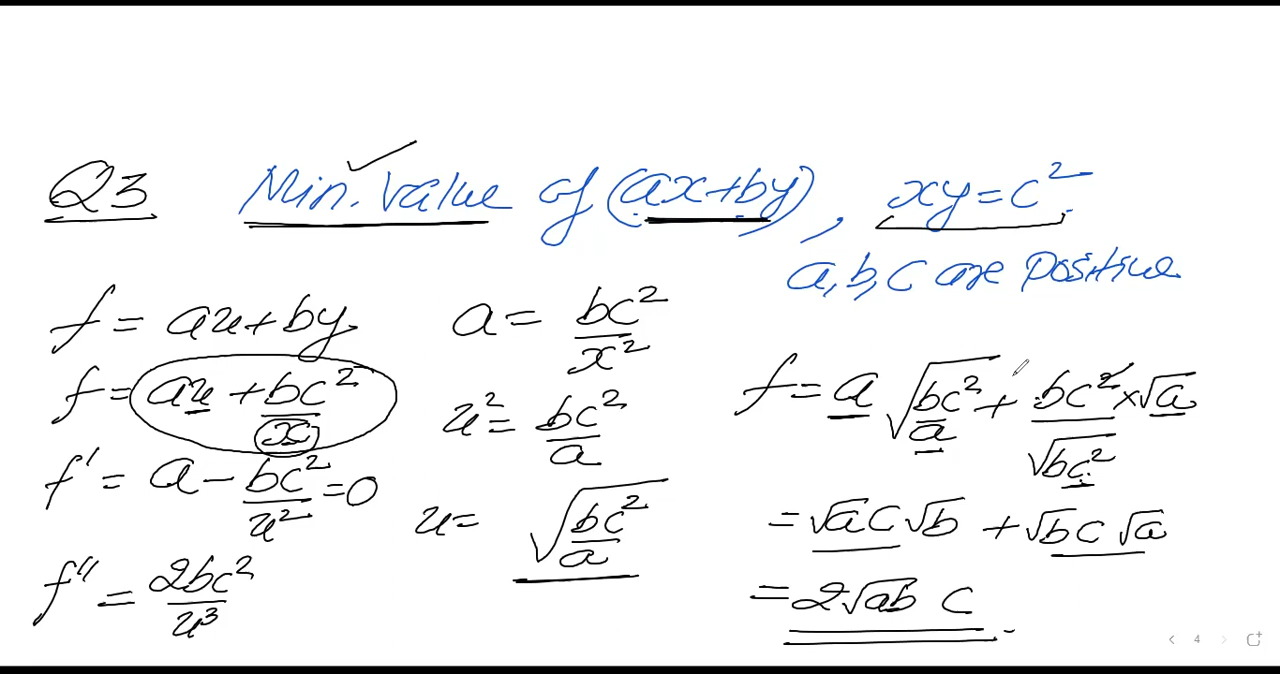 Q3 Min. Value of (ax+by), xy=c²
a,b,c are positive
f = ax+by
f = ax + bc²/x
f' = a - bc²/x² = 0
f'' = 2bc²/x³
a = bc²/x²
x² = bc²/a
x = √(bc²/a)
f = a √(bc²/a) + bc²×√a/√(bc²)
= √a c √b + √b c √a
= 2√ab c
4